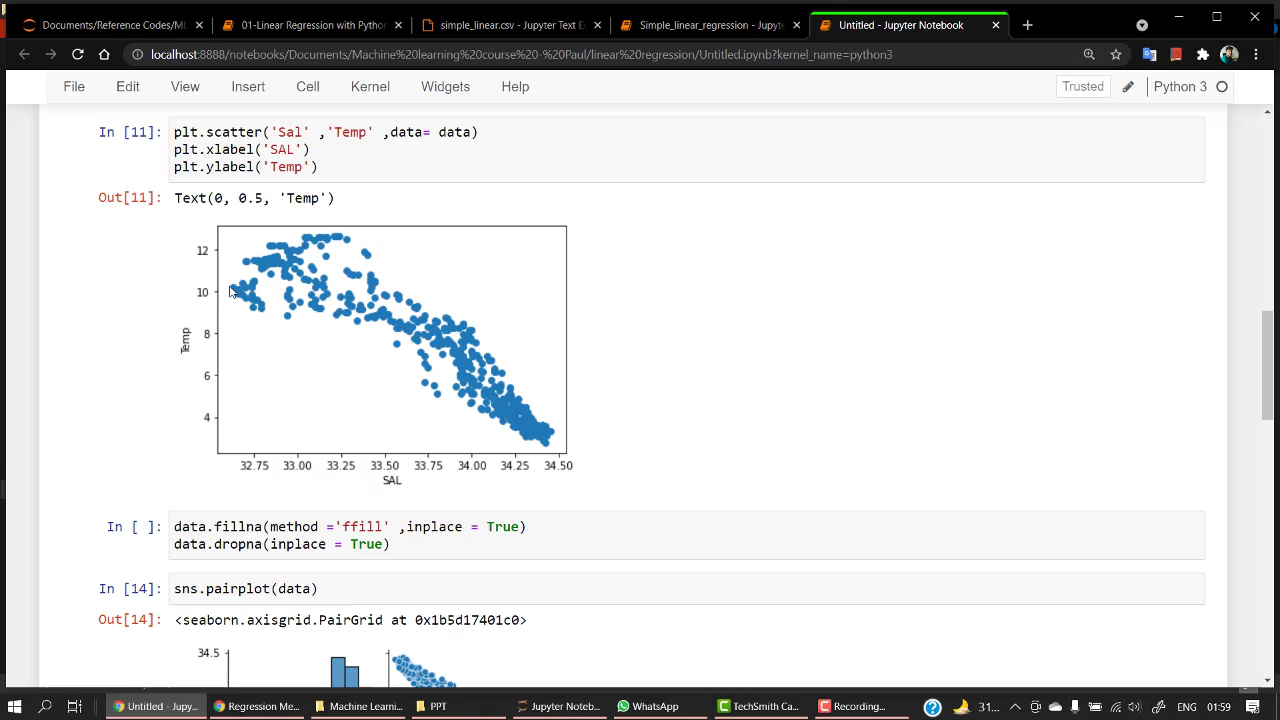 Documents/Reference Codes/ML
01-Linear Regression with Python
simple_linear.csv - Jupyter Text E
Simple_linear_regression - Jupyte
Untitled - Jupyter Notebook
localhost:8888/notebooks/Documents/Machine%20learning%20course%20-%20Paul/linear%20regression/Untitled.ipynb?kernel_name=python3
File Edit View Insert Cell Kernel Widgets Help Trusted Python 3
In [11]: plt.scatter('Sal' ,'Temp' ,data= data)
plt.xlabel('SAL')
plt.ylabel('Temp')
Out[11]: Text(0, 0.5, 'Temp')
12
10
8
6
4
Temp
32.75 33.00 33.25 33.50 33.75 34.00 34.25 34.50
SAL
In [ ]: data.fillna(method ='ffill' ,inplace = True)
data.dropna(inplace = True)
In [14]: sns.pairplot(data)
Out[14]: <seaborn.axisgrid.PairGrid at 0x1b5d17401c0>
34.5
Untitled - Jupy... Regression Me... Machine Learni... PPT Jupyter Noteb... WhatsApp TechSmith Ca... Recording... 31... ENG 01:59